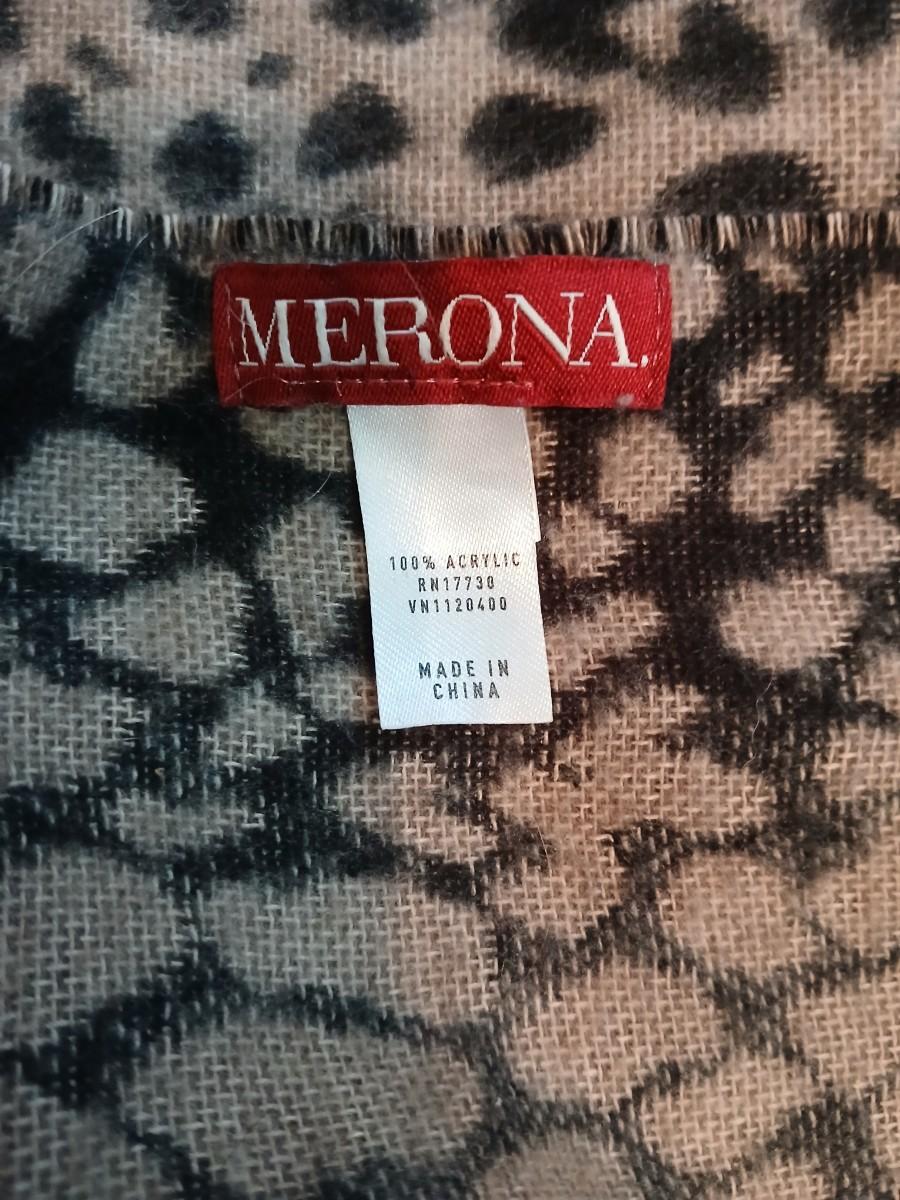 MERONA.
100% ACRYLIC
RN17730
VN1120400
MADE IN
CHINA